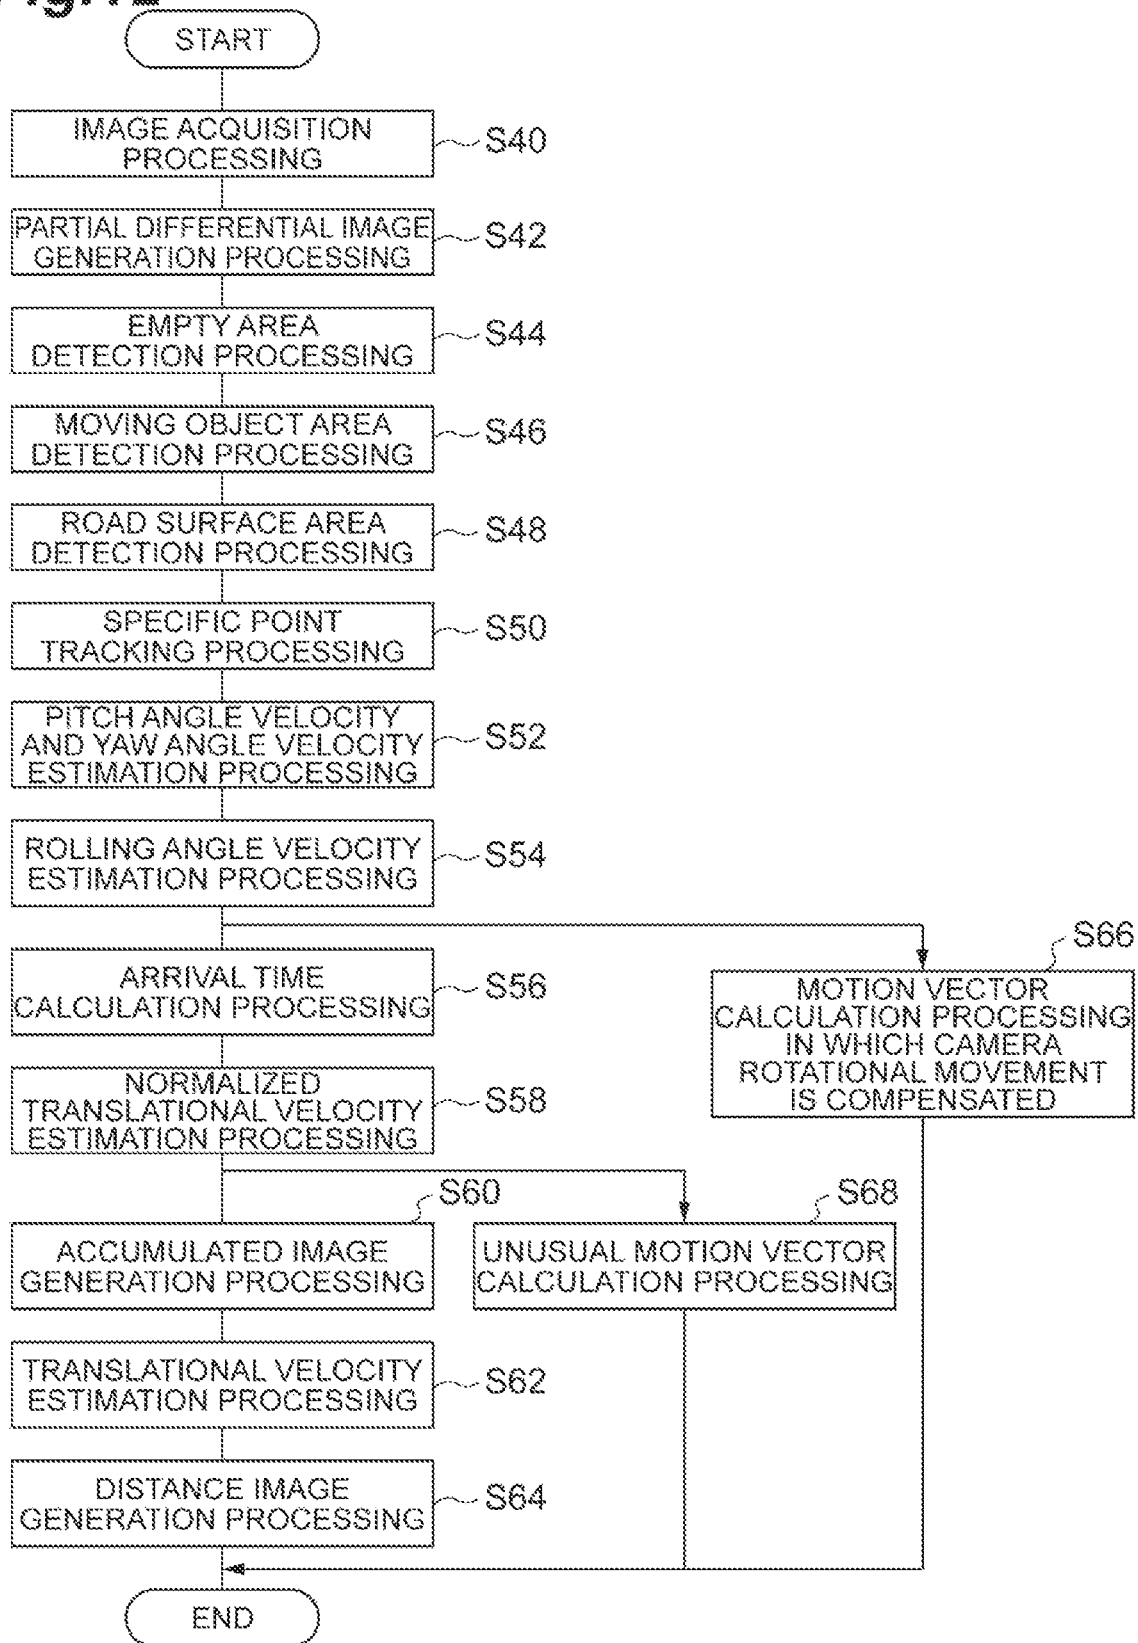 START
IMAGE ACQUISITION
PROCESSING
S40
PARTIAL DIFFERENTIAL IMAGE
GENERATION PROCESSING
S42
EMPTY AREA
DETECTION PROCESSING
S44
MOVING OBJECT AREA
DETECTION PROCESSING
S46
ROAD SURFACE AREA
DETECTION PROCESSING
S48
SPECIFIC POINT
TRACKING PROCESSING
S50
PITCH ANGLE VELOCITY
AND YAW ANGLE VELOCITY
ESTIMATION PROCESSING
S52
ROLLING ANGLE VELOCITY
ESTIMATION PROCESSING
S54
ARRIVAL TIME
CALCULATION PROCESSING
S56
S66
MOTION VECTOR
CALCULATION PROCESSING
IN WHICH CAMERA
ROTATIONAL MOVEMENT
IS COMPENSATED
NORMALIZED
TRANSLATIONAL VELOCITY
ESTIMATION PROCESSING
S58
S60
ACCUMULATED IMAGE
GENERATION PROCESSING
S68
UNUSUAL MOTION VECTOR
CALCULATION PROCESSING
TRANSLATIONAL VELOCITY
ESTIMATION PROCESSING
S62
DISTANCE IMAGE
GENERATION PROCESSING
S64
END